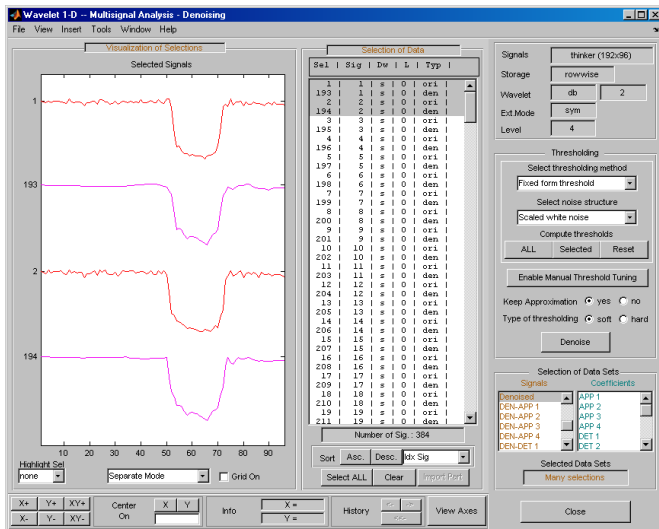 Wavelet 1-D -- Multisignal Analysis - Denoising
File View Insert Tools Window Help
Visualization of Selections
Selected Signals
1
193
2
194
10 20 30 40 50 60 70 80 90
Highlight Sel
none
Separate Mode
Grid On
Selection of Data
Sel | Sig | Dw | L | Typ |
1 | 1 | s | 0 | ori |
193 | 1 | s | 0 | den |
2 | 2 | s | 0 | ori |
194 | 2 | s | 0 | den |
3 | 3 | s | 0 | ori |
195 | 3 | s | 0 | den |
4 | 4 | s | 0 | ori |
196 | 4 | s | 0 | den |
5 | 5 | s | 0 | ori |
197 | 5 | s | 0 | den |
6 | 6 | s | 0 | ori |
198 | 6 | s | 0 | den |
7 | 7 | s | 0 | ori |
199 | 7 | s | 0 | den |
8 | 8 | s | 0 | ori |
200 | 8 | s | 0 | den |
9 | 9 | s | 0 | ori |
201 | 9 | s | 0 | den |
10 | 10 | s | 0 | ori |
202 | 10 | s | 0 | den |
11 | 11 | s | 0 | ori |
203 | 11 | s | 0 | den |
12 | 12 | s | 0 | ori |
204 | 12 | s | 0 | den |
13 | 13 | s | 0 | ori |
205 | 13 | s | 0 | den |
14 | 14 | s | 0 | ori |
206 | 14 | s | 0 | den |
15 | 15 | s | 0 | ori |
207 | 15 | s | 0 | den |
16 | 16 | s | 0 | ori |
208 | 16 | s | 0 | den |
17 | 17 | s | 0 | ori |
209 | 17 | s | 0 | den |
18 | 18 | s | 0 | ori |
210 | 18 | s | 0 | den |
19 | 19 | s | 0 | ori |
211 | 19 | s | 0 | den |
Number of Sig. : 384
Sort Asc. Desc. Idx Sig
Select ALL Clear Import Part
Signals thinker (192x96)
Storage rowwise
Wavelet db 2
Ext.Mode sym
Level 4
Thresholding
Select thresholding method
Fixed form threshold
Select noise structure
Scaled white noise
Compute thresholds
ALL Selected Reset
Enable Manual Threshold Tuning
Keep Approximation yes no
Type of thresholding soft hard
Denoise
Selection of Data Sets
Signals Coefficients
Denoised APP 1
DEN-APP 1 APP 2
DEN-APP 2 APP 3
DEN-APP 3 APP 4
DEN-APP 4 DET 1
DEN-DET 1 DET 2
Selected Data Sets
Many selections
X+ Y+ XY+
X- Y- XY-
Center On X Y
Info X = Y =
History <- -> <<-
View Axes
Close